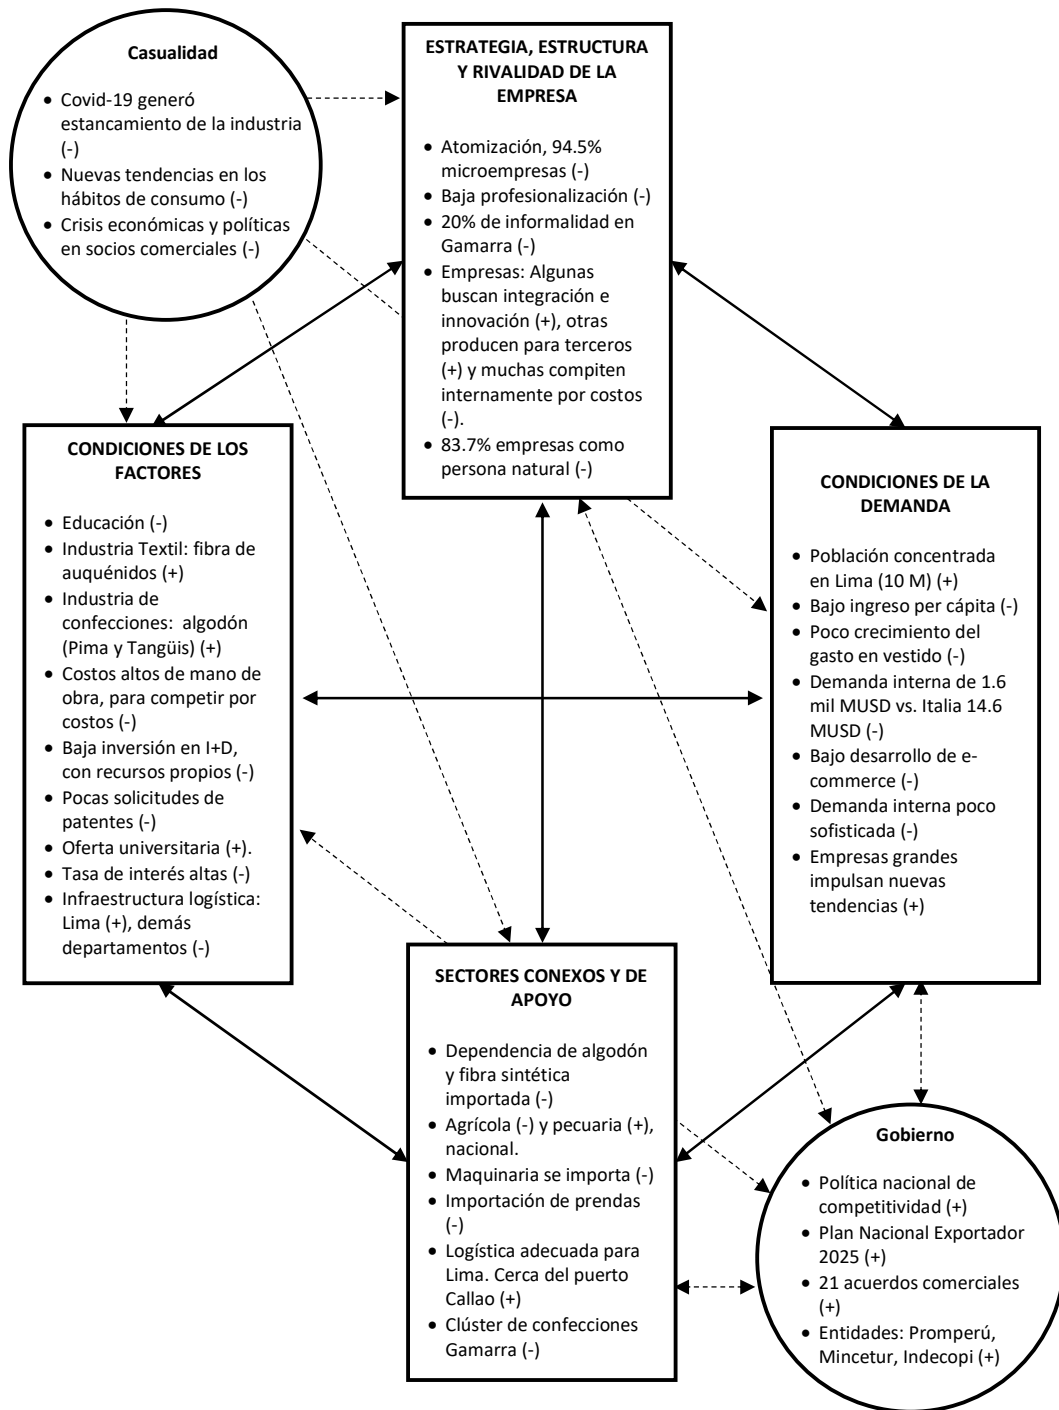 Casualidad
• Covid-19 generó
estancamiento de la industria
(-)
• Nuevas tendencias en los
hábitos de consumo (-)
• Crisis económicas y políticas
en socios comerciales (-)
ESTRATEGIA, ESTRUCTURA
Y RIVALIDAD DE LA
EMPRESA
• Atomización, 94.5%
microempresas (-)
• Baja profesionalización (-)
• 20% de informalidad en
Gamarra (-)
• Empresas: Algunas
buscan integración e
innovación (+), otras
producen para terceros
(+) y muchas compiten
internamente por costos
(-).
• 83.7% empresas como
persona natural (-)
CONDICIONES DE LOS
FACTORES
• Educación (-)
• Industria Textil: fibra de
auquénidos (+)
• Industria de
confecciones: algodón
(Pima y Tangüis) (+)
• Costos altos de mano de
obra, para competir por
costos (-)
• Baja inversión en I+D,
con recursos propios (-)
• Pocas solicitudes de
patentes (-)
• Oferta universitaria (+).
• Tasa de interés altas (-)
• Infraestructura logística:
Lima (+), demás
departamentos (-)
CONDICIONES DE LA
DEMANDA
• Población concentrada
en Lima (10 M) (+)
• Bajo ingreso per cápita (-)
• Poco crecimiento del
gasto en vestido (-)
• Demanda interna de 1.6
mil MUSD vs. Italia 14.6
MUSD (-)
• Bajo desarrollo de e-
commerce (-)
• Demanda interna poco
sofisticada (-)
• Empresas grandes
impulsan nuevas
tendencias (+)
SECTORES CONEXOS Y DE
APOYO
• Dependencia de algodón
y fibra sintética
importada (-)
• Agrícola (-) y pecuaria (+),
nacional.
• Maquinaria se importa (-)
• Importación de prendas
(-)
• Logística adecuada para
Lima. Cerca del puerto
Callao (+)
• Clúster de confecciones
Gamarra (-)
Gobierno
• Política nacional de
competitividad (+)
• Plan Nacional Exportador
2025 (+)
• 21 acuerdos comerciales
(+)
• Entidades: Promperú,
Mincetur, Indecopi (+)